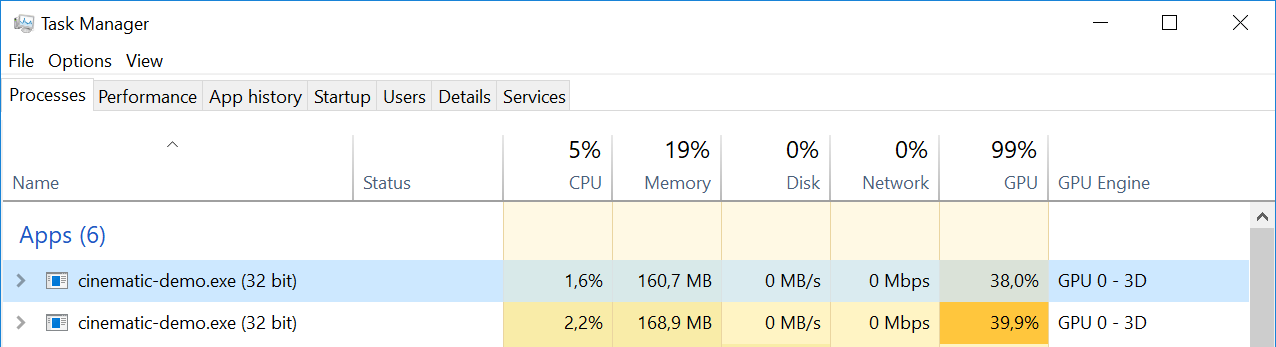 Task Manager
File Options View
Processes Performance App history Startup Users Details Services
5% 19% 0% 0% 99%
Name Status CPU Memory Disk Network GPU GPU Engine
Apps (6)
cinematic-demo.exe (32 bit) 1,6% 160,7 MB 0 MB/s 0 Mbps 38,0% GPU 0 - 3D
cinematic-demo.exe (32 bit) 2,2% 168,9 MB 0 MB/s 0 Mbps 39,9% GPU 0 - 3D